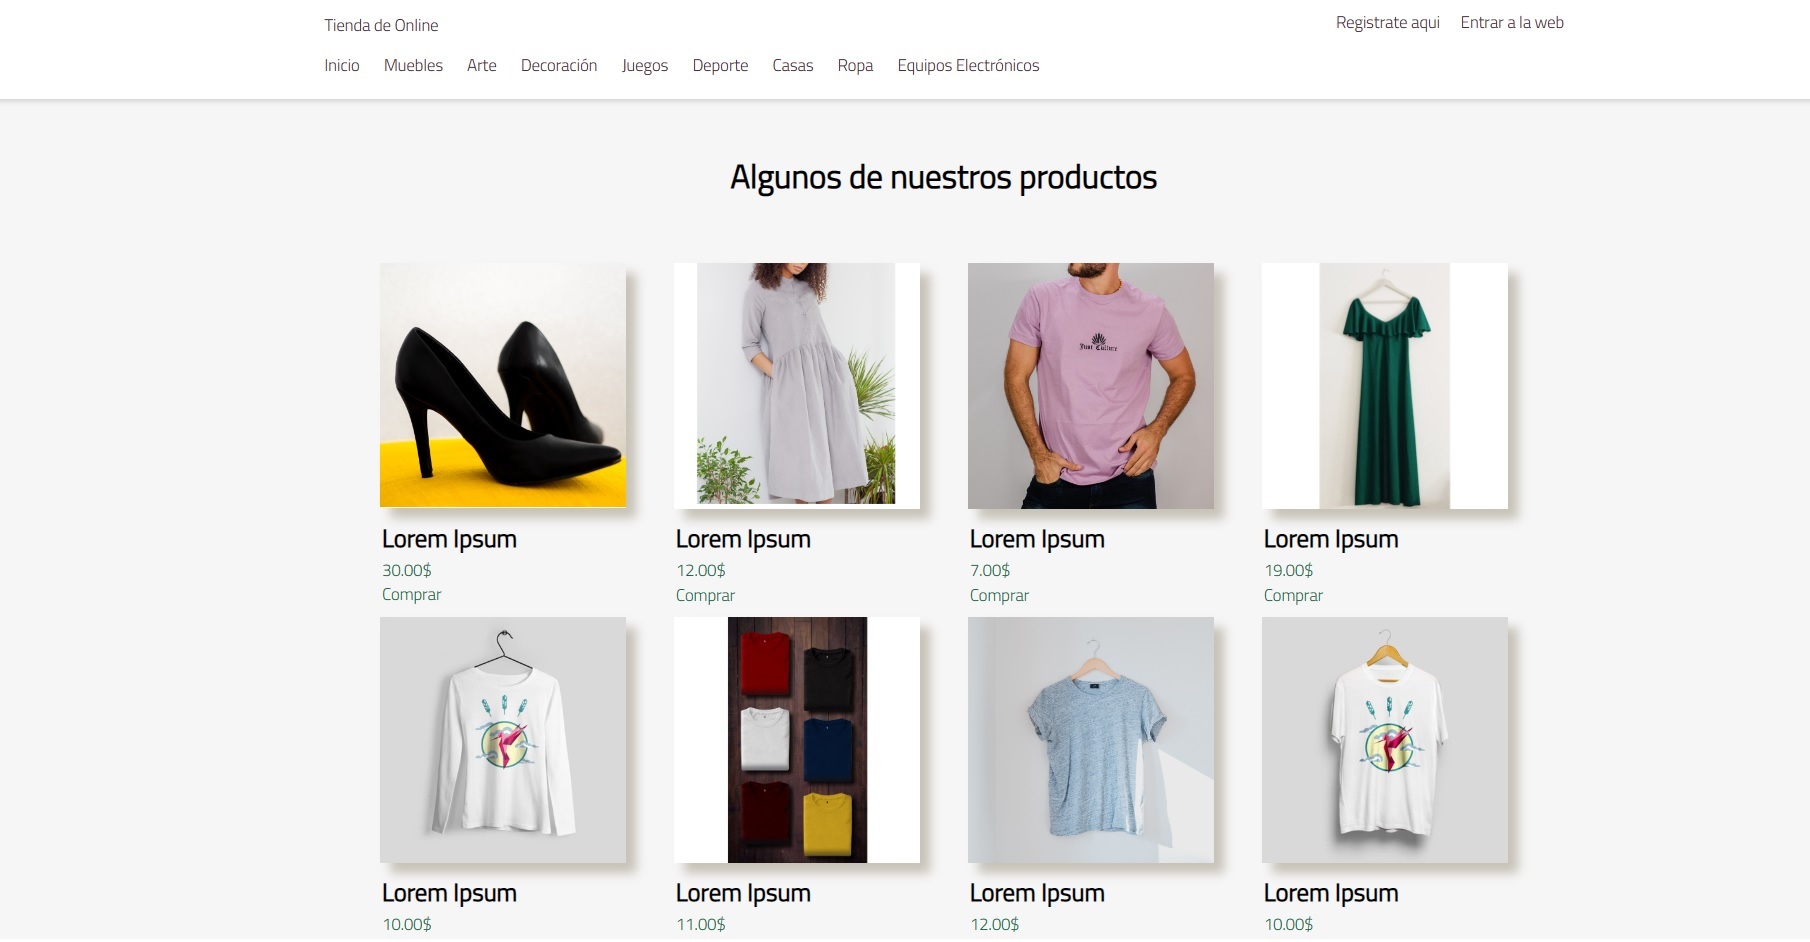 Tienda de Online
Registrate aqui Entrar a la web
Inicio Muebles Arte Decoración Juegos Deporte Casas Ropa Equipos Electrónicos
Algunos de nuestros productos
Lorem Ipsum
30.00$
Comprar
Lorem Ipsum
12.00$
Comprar
Lorem Ipsum
7.00$
Comprar
Lorem Ipsum
19.00$
Comprar
Lorem Ipsum
10.00$
Lorem Ipsum
11.00$
Lorem Ipsum
12.00$
Lorem Ipsum
10.00$